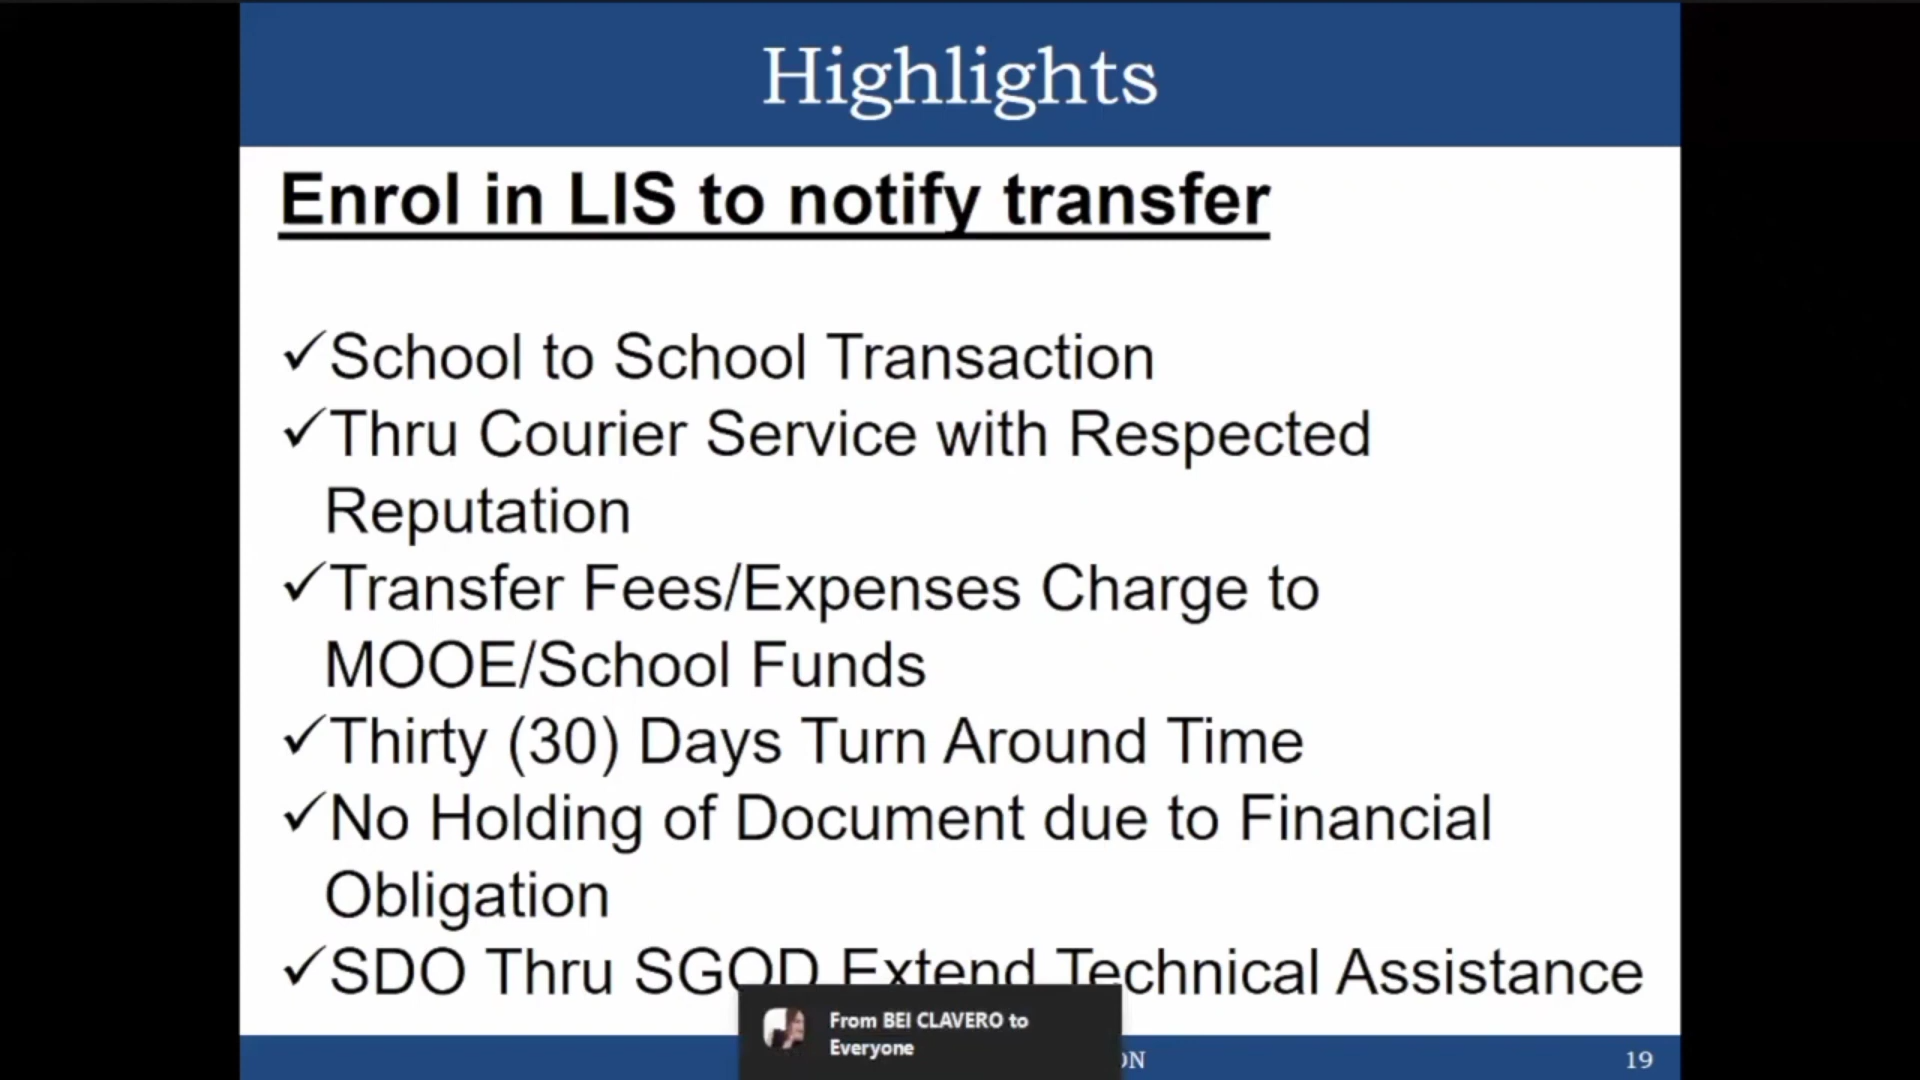 Highlights
Enrol in LIS to notify transfer
✓School to School Transaction
✓Thru Courier Service with Respected
Reputation
✓Transfer Fees/Expenses Charge to
MOOE/School Funds
✓Thirty (30) Days Turn Around Time
✓No Holding of Document due to Financial
Obligation
✓SDO Thru SGOD Extend Technical Assistance
From BEI CLAVERO to
Everyone
19